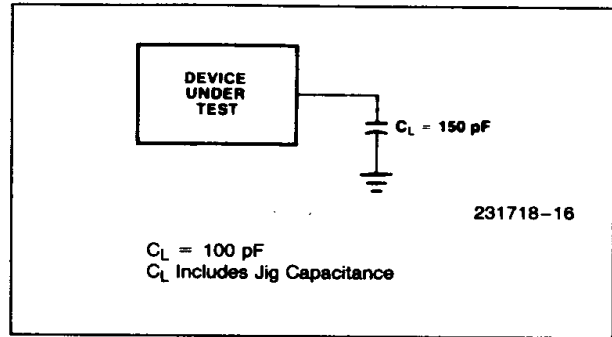 DEVICE
UNDER
TEST
C_L = 150 pF
231718-16
C_L = 100 pF
C_L Includes Jig Capacitance